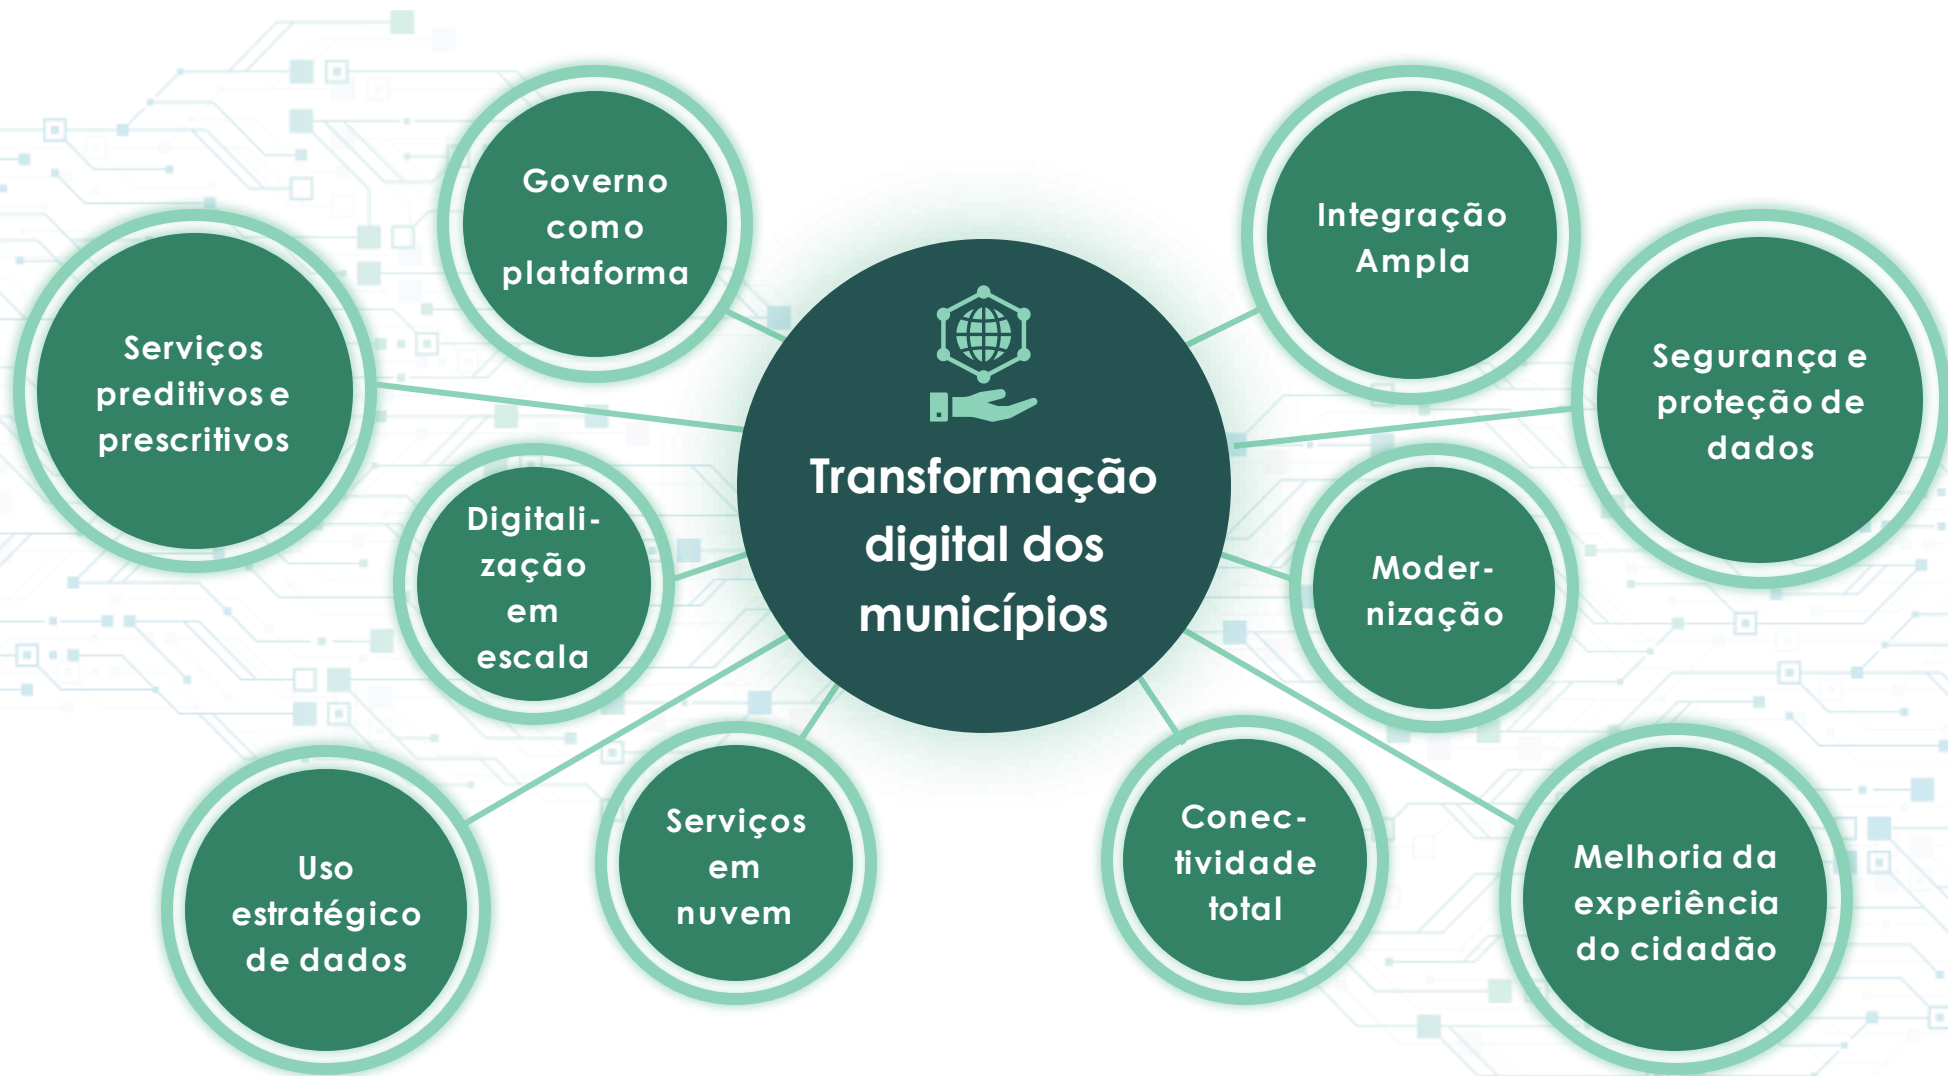 Governo
como
plataforma
Integração
Ampla
Serviços
preditivos e
prescritivos
Segurança e
proteção de
dados
Transformação
digital dos
municípios
Digitali-
zação
em
escala
Moder-
nização
Uso
estratégico
de dados
Serviços
em
nuvem
Conec-
tividade
total
Melhoria da
experiência
do cidadão